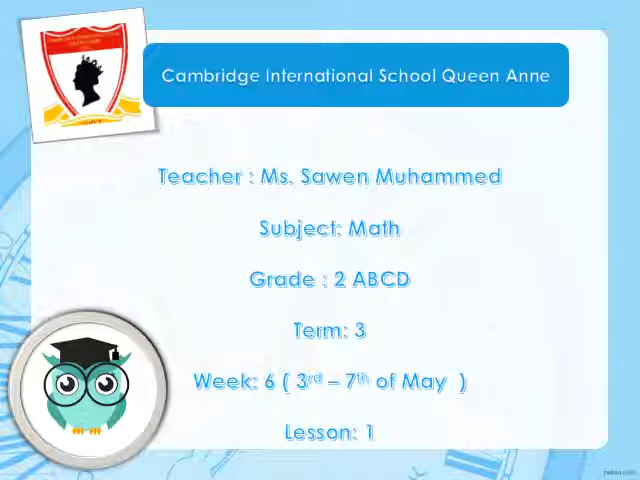 Cambridge International School Queen Anne
Teacher : Ms. Sawen Muhammed
Subject: Math
Grade : 2 ABCD
Term: 3
Week: 6 ( 3rd – 7th of May )
Lesson: 1